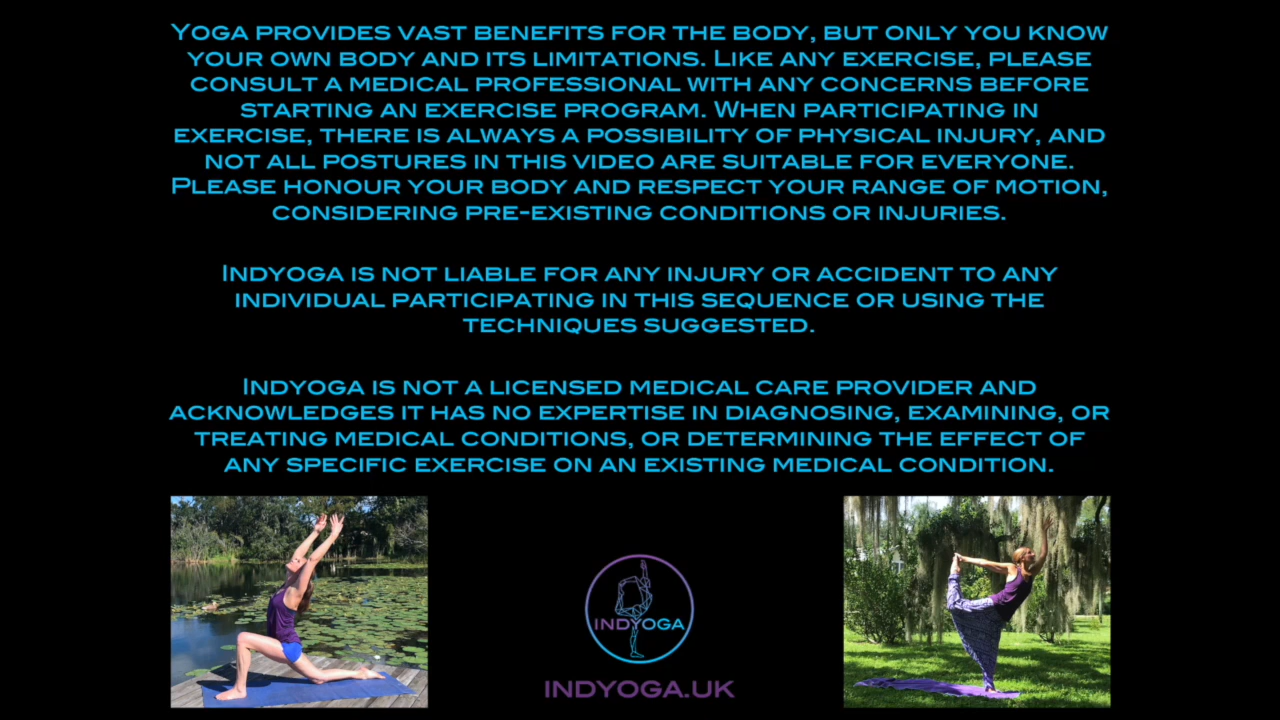 Yoga provides vast benefits for the body, but only you know
your own body and its limitations. Like any exercise, please
consult a medical professional with any concerns before
starting an exercise program. When participating in
exercise, there is always a possibility of physical injury, and
not all postures in this video are suitable for everyone.
Please honour your body and respect your range of motion,
considering pre-existing conditions or injuries.
Indyoga is not liable for any injury or accident to any
individual participating in this sequence or using the
techniques suggested.
Indyoga is not a licensed medical care provider and
acknowledges it has no expertise in diagnosing, examining, or
treating medical conditions, or determining the effect of
any specific exercise on an existing medical condition.
INDYOGA
INDYOGA.UK